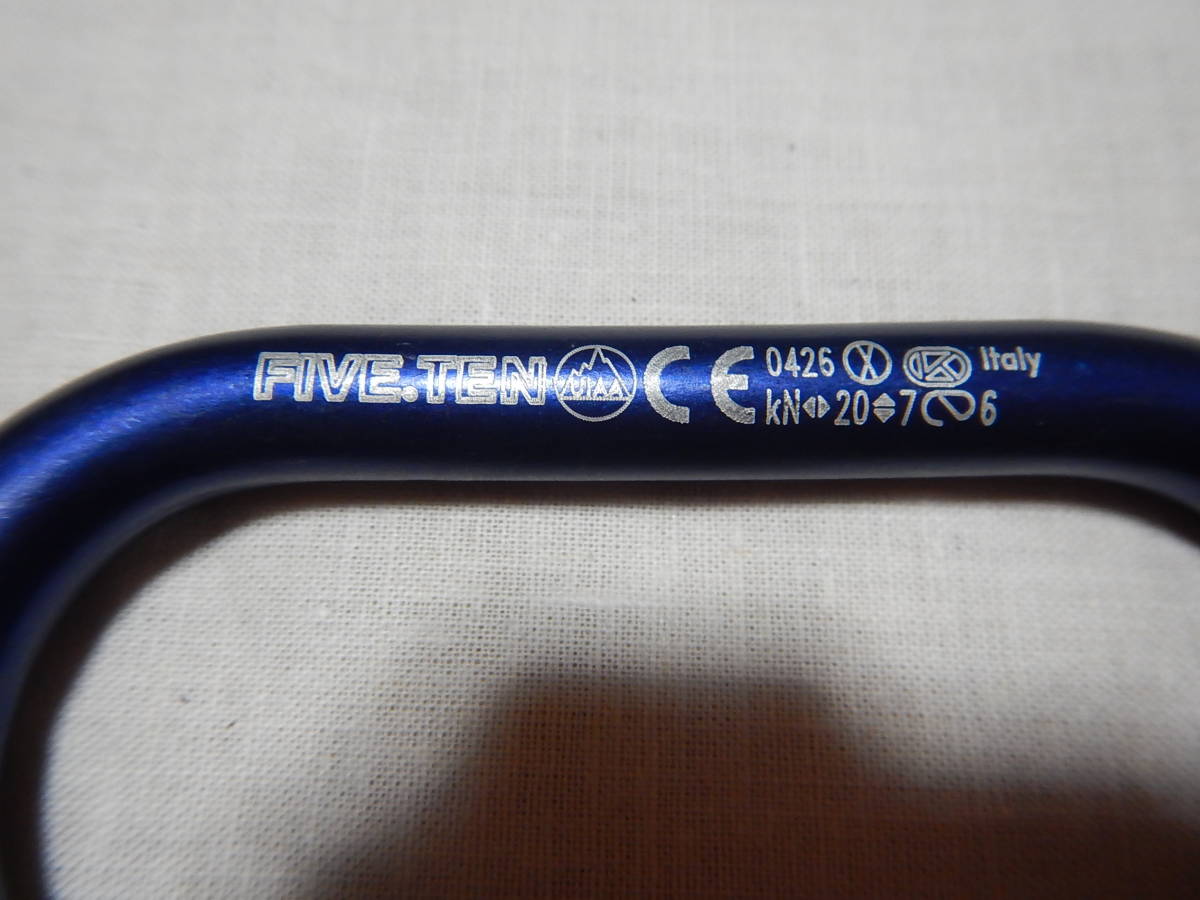 FIVE.TEN UIAA CE 0426 X K Italy
kN 20 7 6